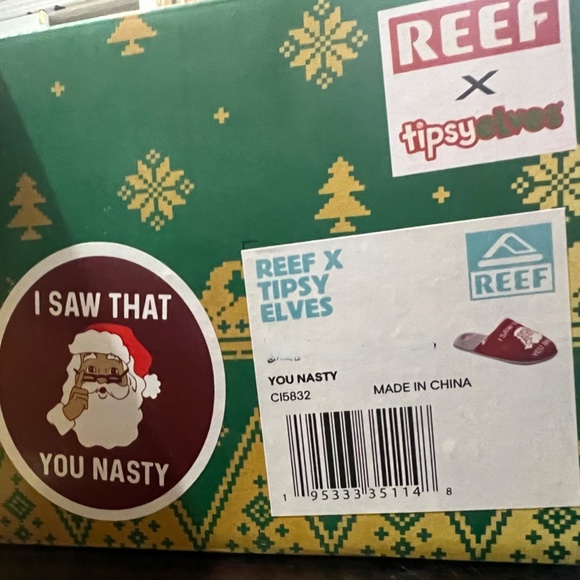 REEF
X
tipsyelves
I SAW THAT
YOU NASTY
REEF X
TIPSY
ELVES
REEF
YOU NASTY
CI5832
MADE IN CHINA
1 95333 35114 8